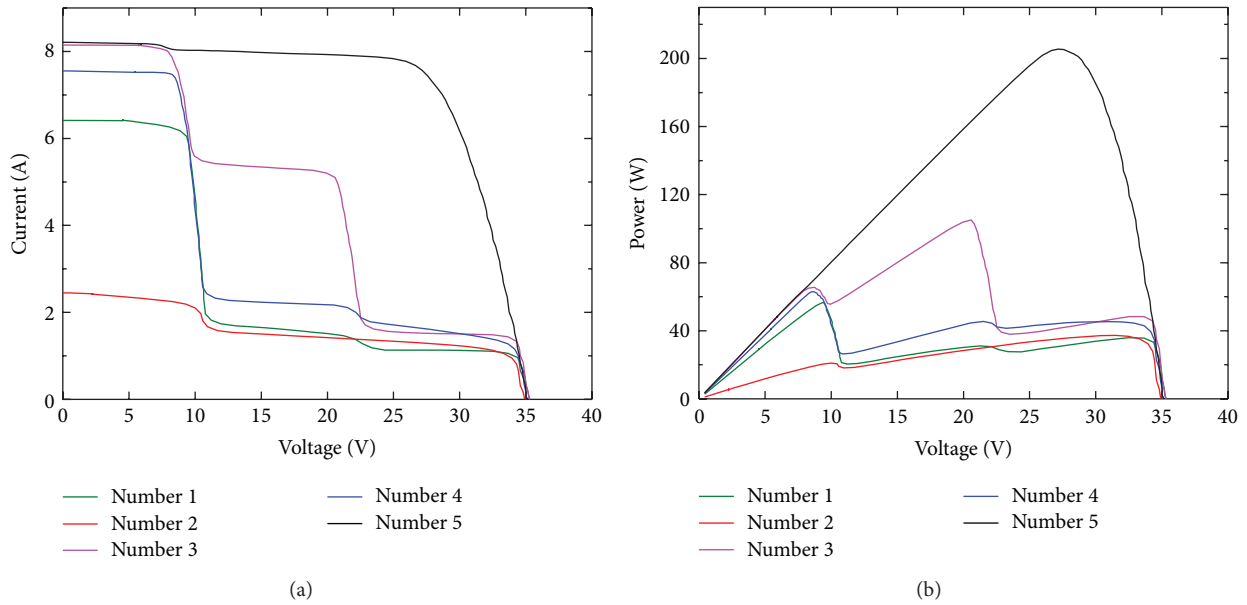 8
6
4
2
0
Current (A)
0 5 10 15 20 25 30 35 40
Voltage (V)
Number 1
Number 2
Number 3
Number 4
Number 5
(a)
200
160
120
80
40
0
Power (W)
0 5 10 15 20 25 30 35 40
Voltage (V)
Number 1
Number 2
Number 3
Number 4
Number 5
(b)